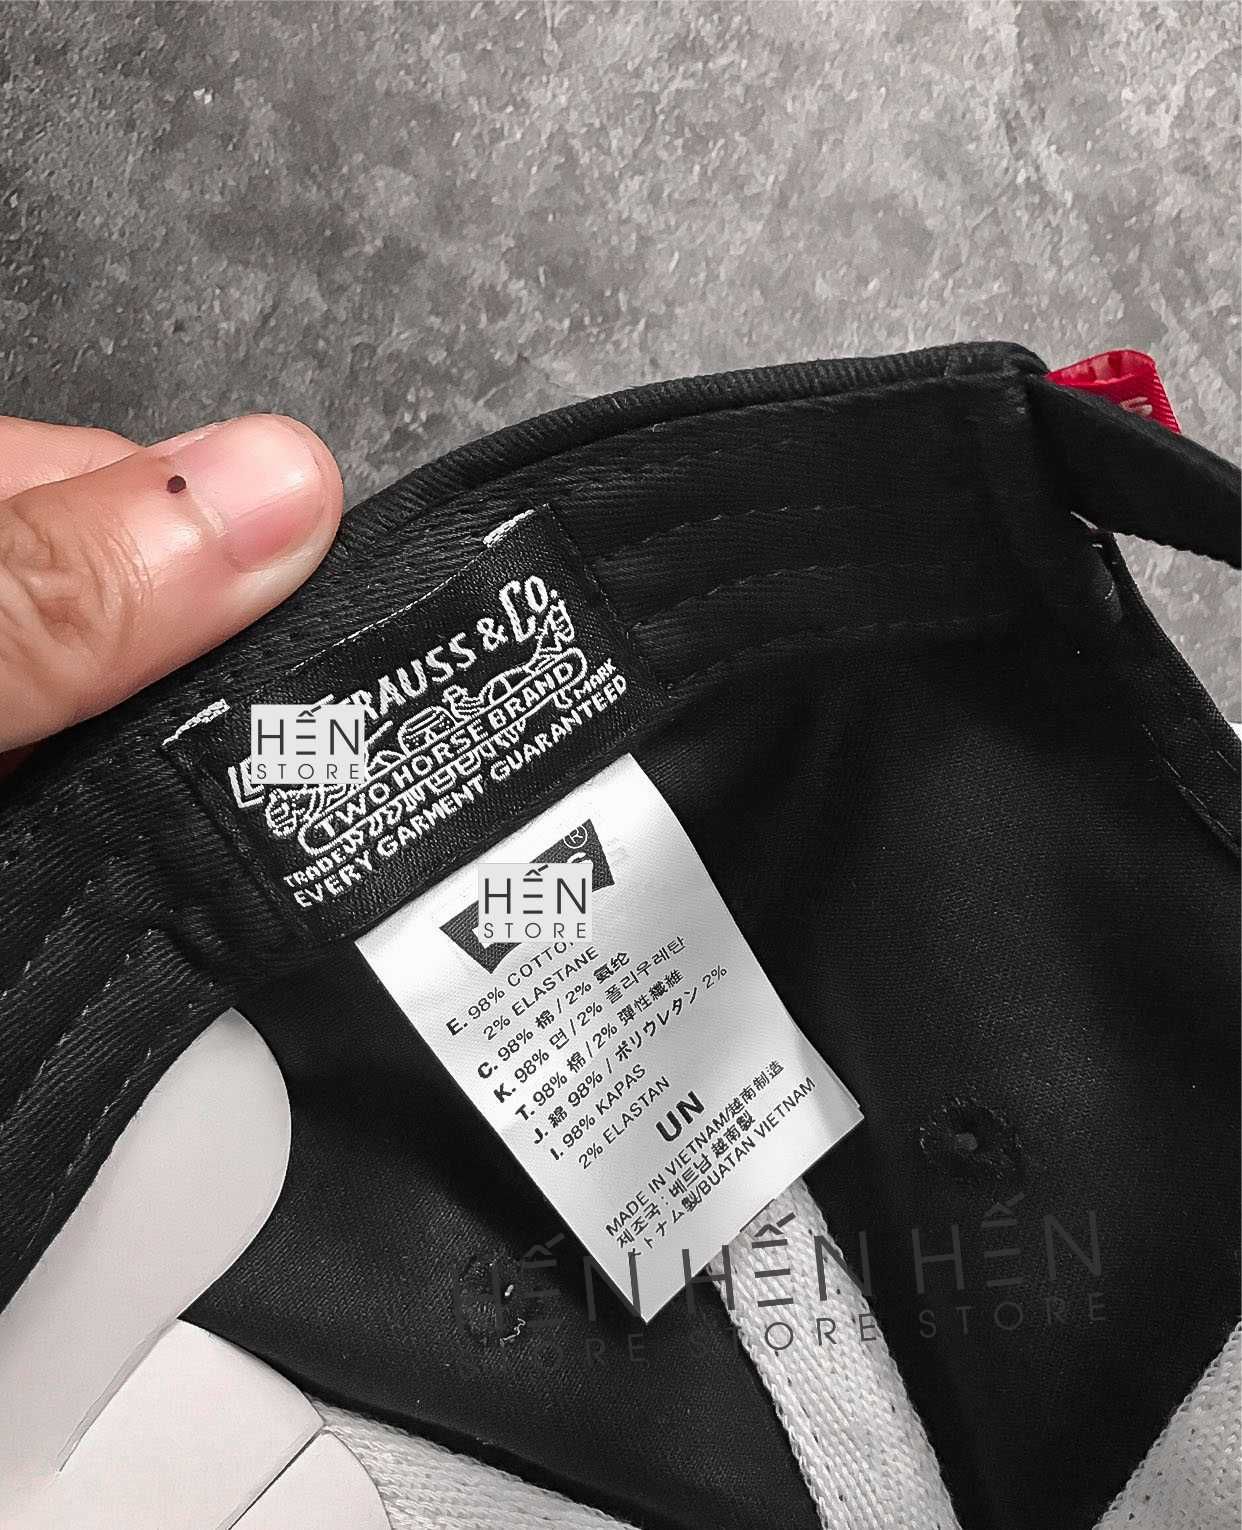 STRAUSS & Co.
TWO HORSE BRAND
TRADE MARK
EVERY GARMENT GUARANTEED
HẾN
STORE
®
HẾN
STORE
E. 98% COTTON
2% ELASTANE
C. 98% 棉 / 2% 氨纶
K. 98% 면 / 2% 폴리우레탄
T. 98% 棉 / 2% 彈性纖維
J. 綿 98% / ポリウレタン 2%
I. 98% KAPAS
2% ELASTAN
UN
MADE IN VIETNAM/越南制造
제조국 : 베트남 越南製
ベトナム製/BUATAN VIETNAM
HẾN HẾN HẾN
STORE STORE STORE